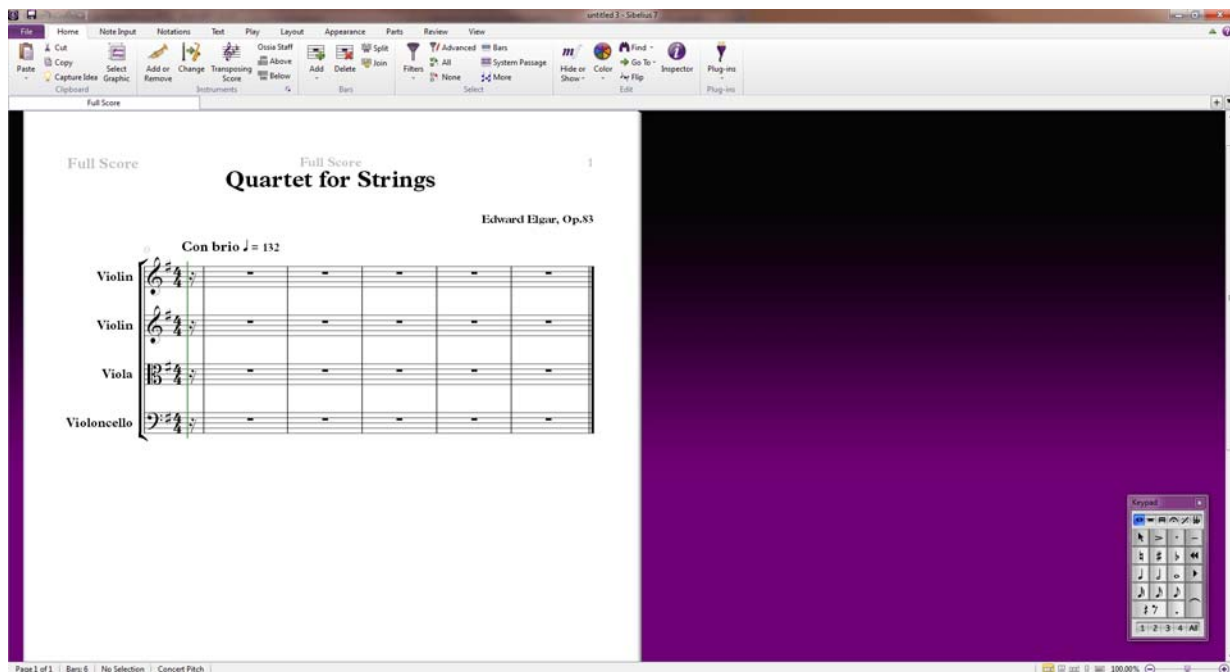 untitled 3 - Sibelius 7
File Home Note Input Notations Text Play Layout Appearance Parts Review View
Paste Cut Copy Capture Idea Select Graphic Add or Remove Change Transposing Score Ossia Staff Above Below Add Delete Split Join Filters Advanced All None Bars System Passage More Hide or Show Color Find Go To Flip Inspector Plug-ins
Clipboard Instruments Bars Select Edit Plug-ins
Full Score
Full Score Full Score 1
Quartet for Strings
Edward Elgar, Op.83
Con brio ♩ = 132
Violin
Violin
Viola
Violoncello
Keypad
1 2 3 4 All
Page 1 of 1 Bars: 6 No Selection Concert Pitch 100.00%